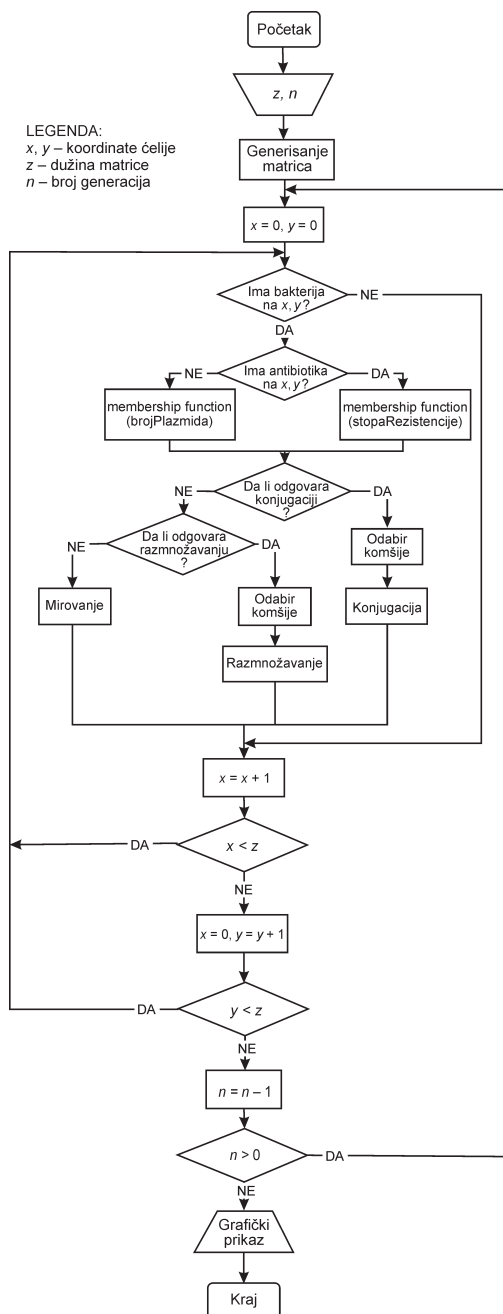 Početak
z, n
LEGENDA:
x, y – koordinate ćelije
z – dužina matrice
n – broj generacija
Generisanje
matrica
x = 0, y = 0
Ima bakterija
na x, y?
NE
DA
Ima antibiotika
na x, y?
NE
DA
membership function
(brojPlazmida)
membership function
(stopaRezistencije)
Da li odgovara
konjugaciji
?
NE
DA
Da li odgovara
razmnožavanju
?
NE
DA
Odabir
komšije
Mirovanje
Odabir
komšije
Konjugacija
Razmnožavanje
x = x + 1
x < z
DA
NE
x = 0, y = y + 1
y < z
DA
NE
n = n – 1
n > 0
DA
NE
Grafički
prikaz
Kraj